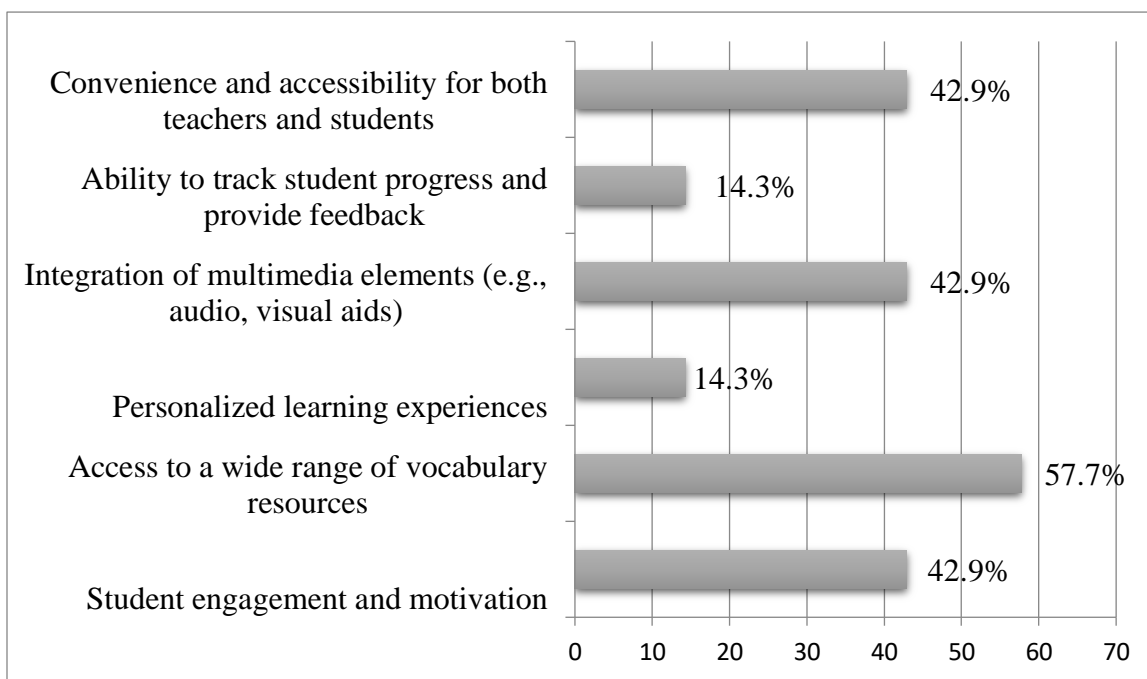 Convenience and accessibility for both
teachers and students
42.9%
Ability to track student progress and
provide feedback
14.3%
Integration of multimedia elements (e.g.,
audio, visual aids)
42.9%
Personalized learning experiences
14.3%
Access to a wide range of vocabulary
resources
57.7%
Student engagement and motivation
42.9%
0 10 20 30 40 50 60 70